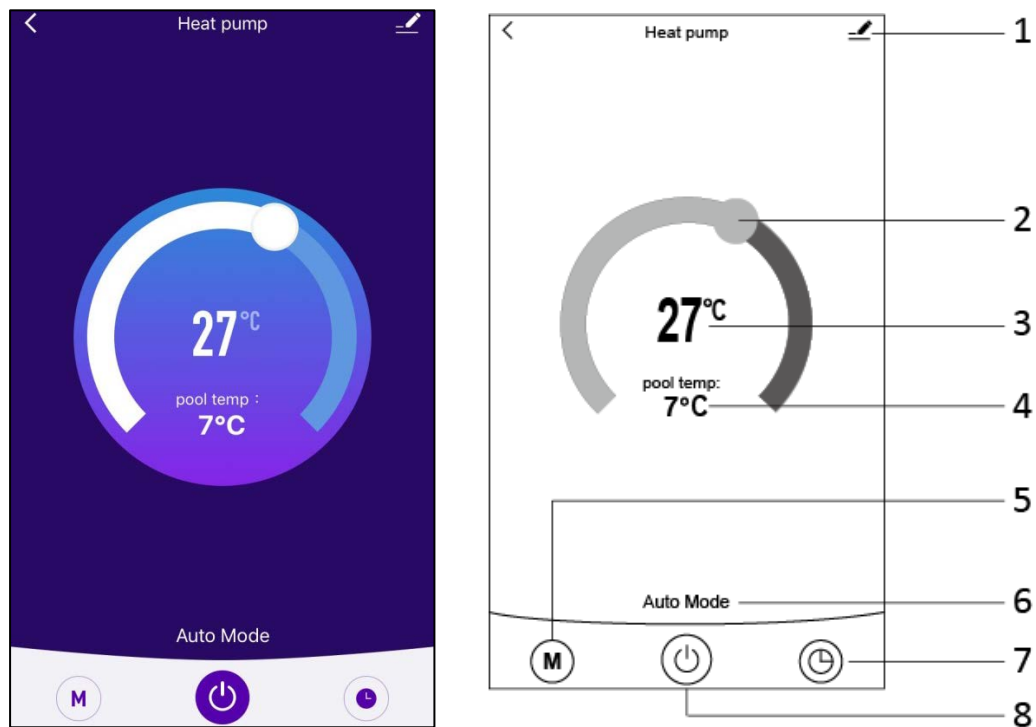 Heat pump
27°C
pool temp :
7°C
Auto Mode
M
Heat pump
1
2
27°C
3
pool temp:
7°C
4
5
Auto Mode
6
M
7
8